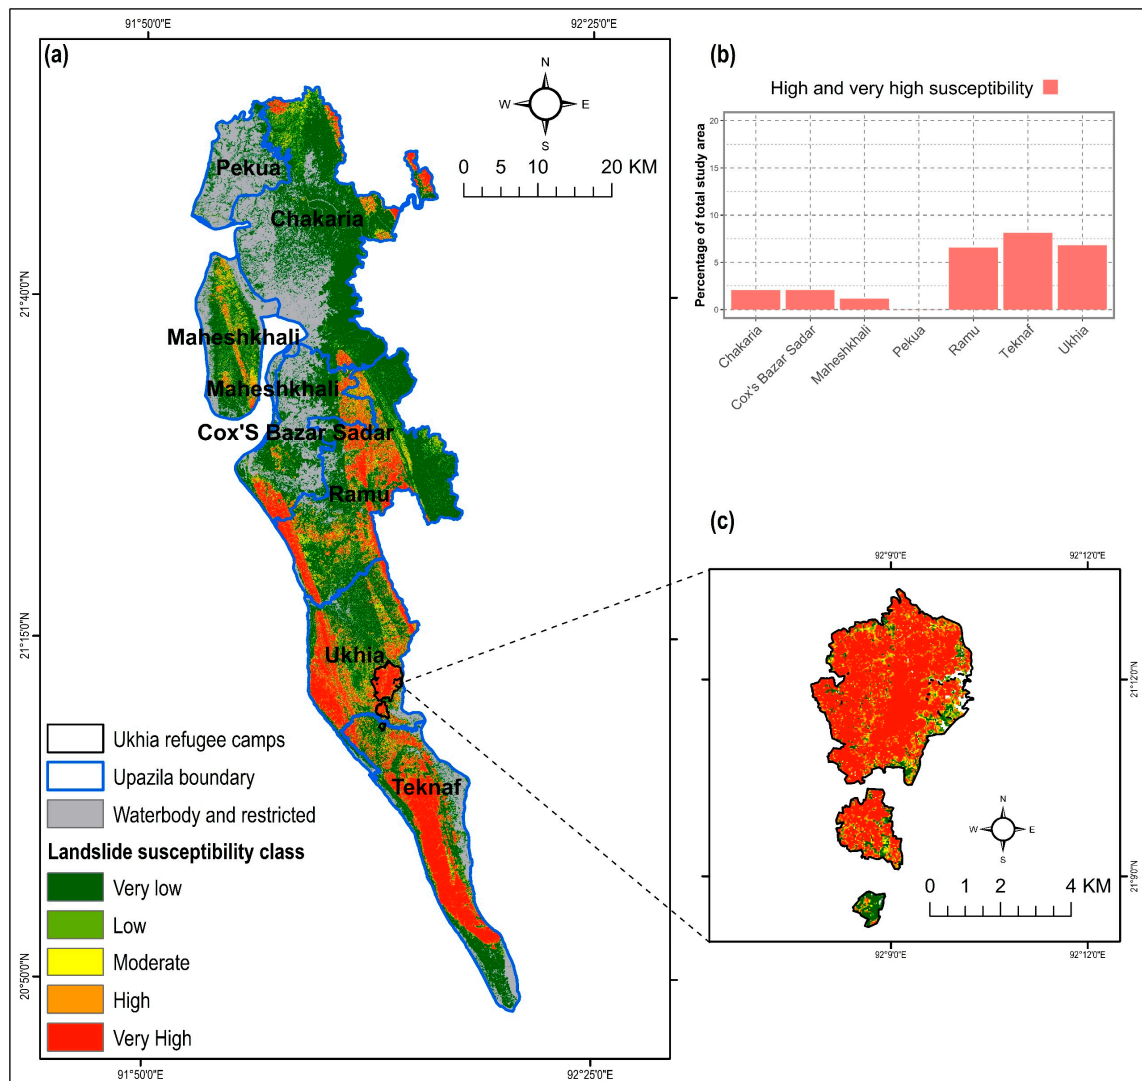 91°50'0"E
92°25'0"E
(a)
N
W
E
S
0 5 10 20 KM
Pekua
Chakaria
21°40'0"N
Maheshkhali
Maheshkhali
Cox'S Bazar Sadar
Ramu
21°15'0"N
Ukhia
Teknaf
20°50'0"N
Ukhia refugee camps
Upazila boundary
Waterbody and restricted
Landslide susceptibility class
Very low
Low
Moderate
High
Very High
91°50'0"E
92°25'0"E
(b)
High and very high susceptibility
Percentage of total study area
20
15
10
5
0
Chakaria
Cox's Bazar Sadar
Maheshkhali
Pekua
Ramu
Teknaf
Ukhia
(c)
92°9'0"E
92°12'0"E
21°12'0"N
21°9'0"N
N
W
E
S
0 1 2 4 KM
92°9'0"E
92°12'0"E